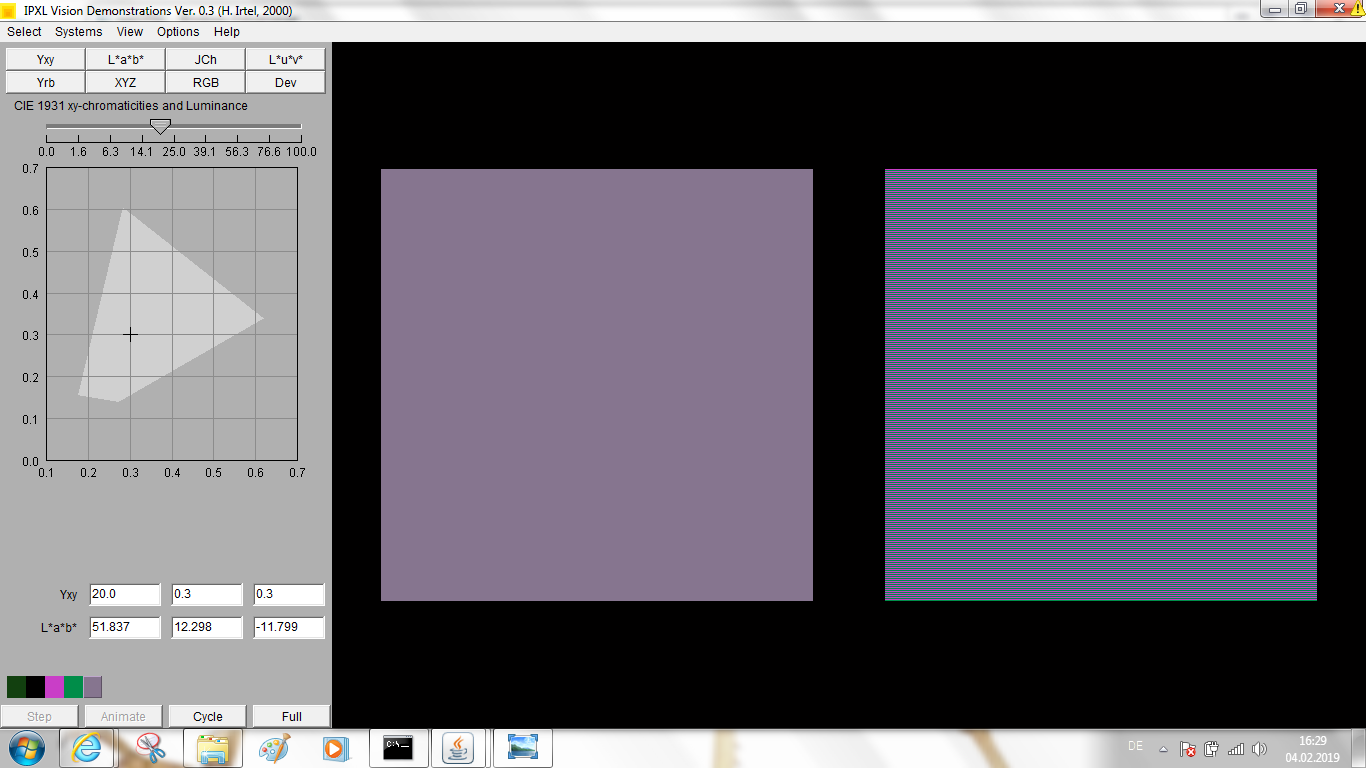 IPXL Vision Demonstrations Ver. 0.3 (H. Irtel, 2000)
Select Systems View Options Help
Yxy L*a*b* JCh L*u*v*
Yrb XYZ RGB Dev
CIE 1931 xy-chromaticities and Luminance
0.0 1.6 6.3 14.1 25.0 39.1 56.3 76.6 100.0
0.7
0.6
0.5
0.4
0.3
0.2
0.1
0.0
0.1 0.2 0.3 0.4 0.5 0.6 0.7
Yxy 20.0 0.3 0.3
L*a*b* 51.837 12.298 -11.799
Step Animate Cycle Full
C:\
DE 16:29
04.02.2019